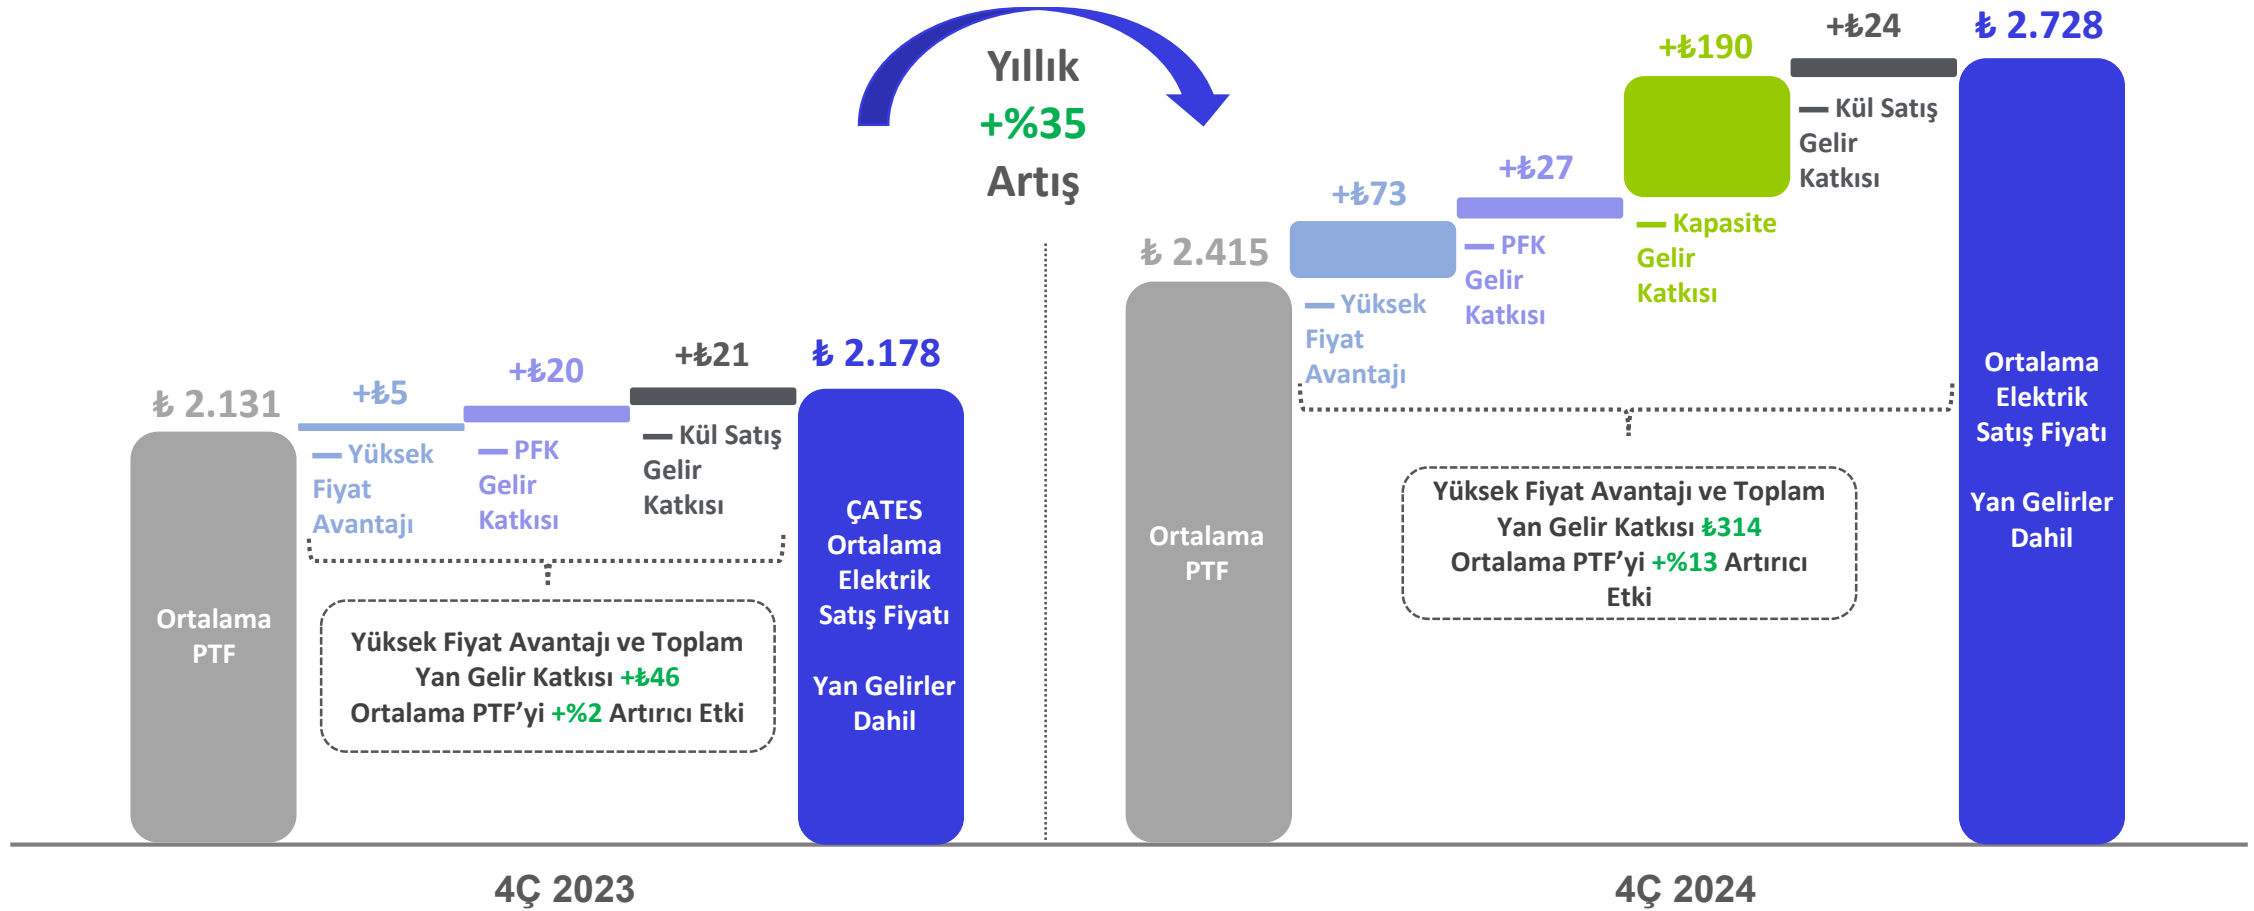 Yıllık
+%35
Artış
₺ 2.131
Ortalama
PTF
+₺5
— Yüksek
Fiyat
Avantajı
+₺20
— PFK
Gelir
Katkısı
+₺21
— Kül Satış
Gelir
Katkısı
₺ 2.178
ÇATES
Ortalama
Elektrik
Satış Fiyatı
Yan Gelirler
Dahil
Yüksek Fiyat Avantajı ve Toplam
Yan Gelir Katkısı +₺46
Ortalama PTF’yi +%2 Artırıcı Etki
4Ç 2023
₺ 2.415
Ortalama
PTF
+₺73
— Yüksek
Fiyat
Avantajı
+₺27
— PFK
Gelir
Katkısı
+₺190
— Kapasite
Gelir
Katkısı
+₺24
— Kül Satış
Gelir
Katkısı
₺ 2.728
Ortalama
Elektrik
Satış Fiyatı
Yan Gelirler
Dahil
Yüksek Fiyat Avantajı ve Toplam
Yan Gelir Katkısı ₺314
Ortalama PTF’yi +%13 Artırıcı
Etki
4Ç 2024